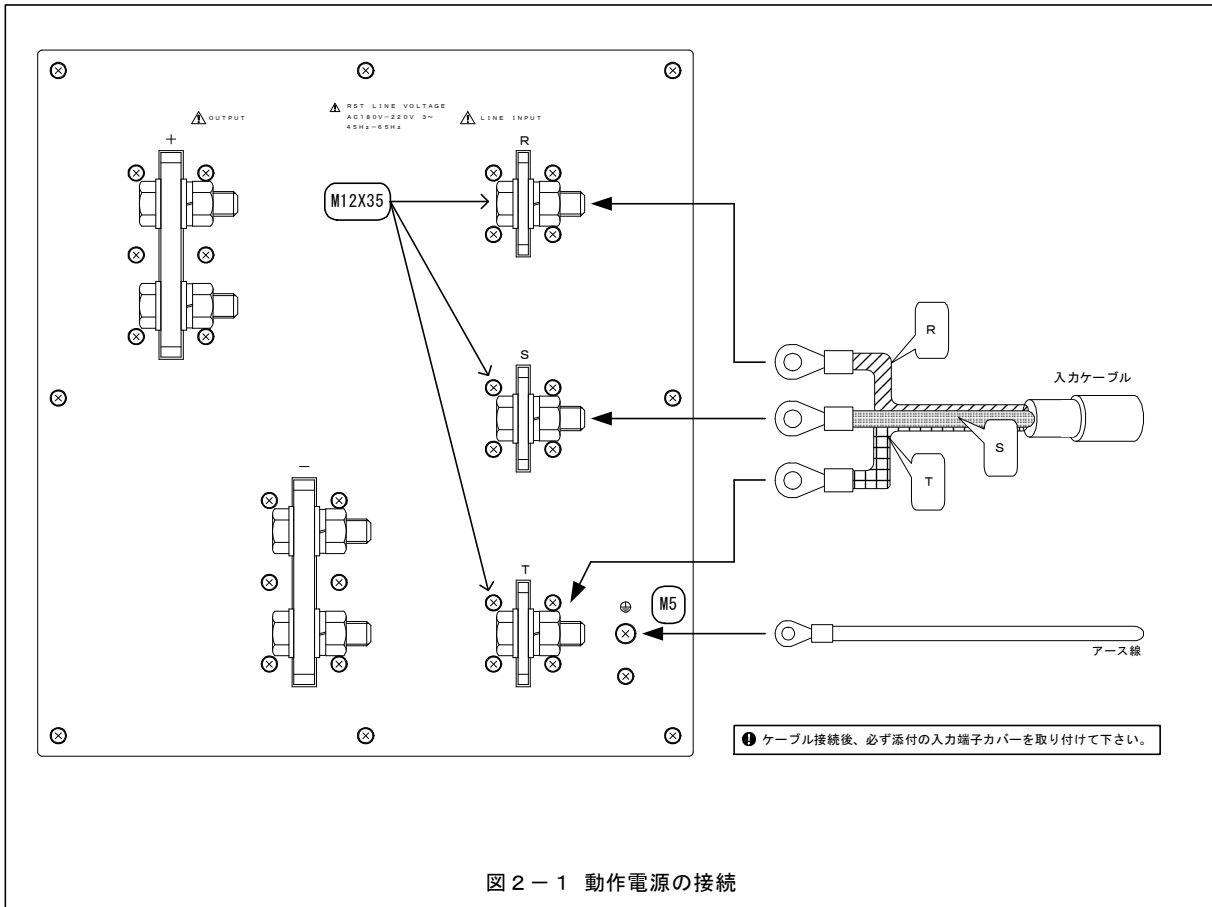 RST LINE VOLTAGE
AC180V-220V 3~
45Hz-65Hz
OUTPUT
LINE INPUT
+
R
M12X35
R
入力ケーブル
S
S
T
-
T
M5
アース線
ケーブル接続後、必ず添付の入力端子カバーを取り付けて下さい。
図２－１ 動作電源の接続